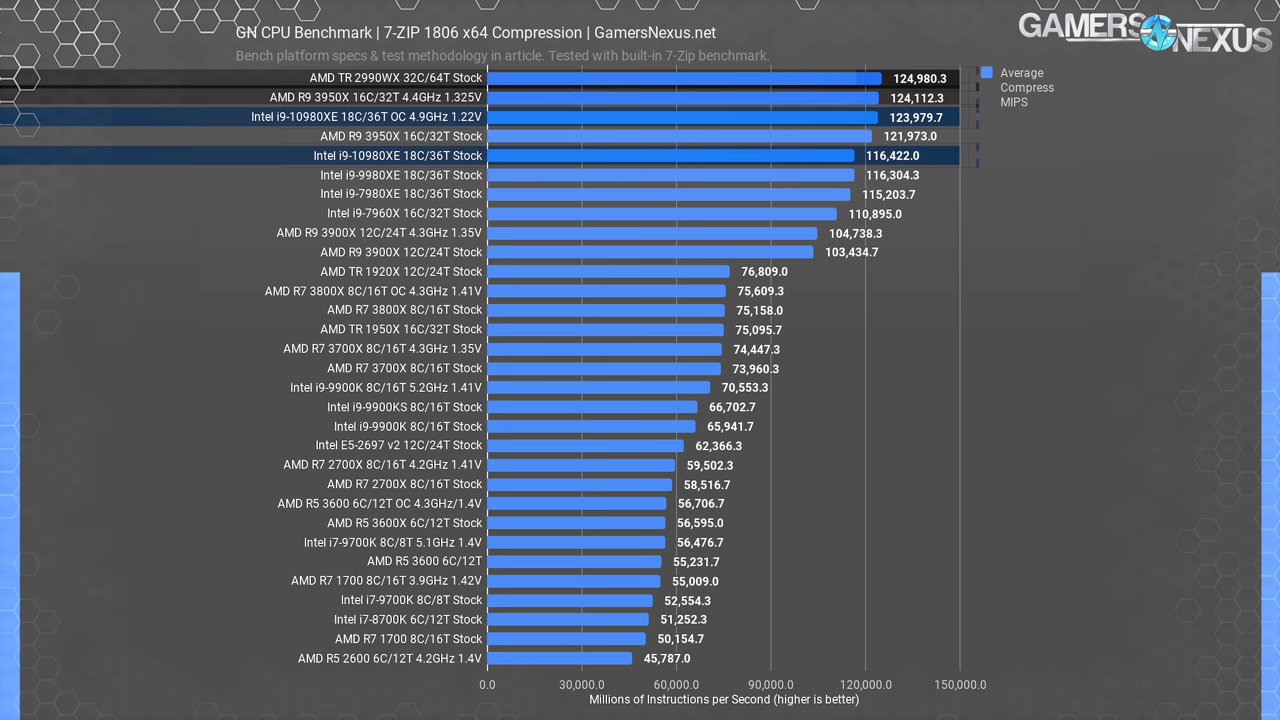 GN CPU Benchmark | 7-ZIP 1806 x64 Compression | GamersNexus.net
Bench platform specs & test methodology in article. Tested with built-in 7-Zip benchmark.
GAMERS NEXUS
Average
Compress
MIPS
AMD TR 2990WX 32C/64T Stock 124,980.3
AMD R9 3950X 16C/32T 4.4GHz 1.325V 124,112.3
Intel i9-10980XE 18C/36T OC 4.9GHz 1.22V 123,979.7
AMD R9 3950X 16C/32T Stock 121,973.0
Intel i9-10980XE 18C/36T Stock 116,422.0
Intel i9-9980XE 18C/36T Stock 116,304.3
Intel i9-7980XE 18C/36T Stock 115,203.7
Intel i9-7960X 16C/32T Stock 110,895.0
AMD R9 3900X 12C/24T 4.3GHz 1.35V 104,738.3
AMD R9 3900X 12C/24T Stock 103,434.7
AMD TR 1920X 12C/24T Stock 76,809.0
AMD R7 3800X 8C/16T OC 4.3GHz 1.41V 75,609.3
AMD R7 3800X 8C/16T Stock 75,158.0
AMD TR 1950X 16C/32T Stock 75,095.7
AMD R7 3700X 8C/16T 4.3GHz 1.35V 74,447.3
AMD R7 3700X 8C/16T Stock 73,960.3
Intel i9-9900K 8C/16T 5.2GHz 1.41V 70,553.3
Intel i9-9900KS 8C/16T Stock 66,702.7
Intel i9-9900K 8C/16T Stock 65,941.7
Intel E5-2697 v2 12C/24T Stock 62,366.3
AMD R7 2700X 8C/16T 4.2GHz 1.41V 59,502.3
AMD R7 2700X 8C/16T Stock 58,516.7
AMD R5 3600 6C/12T OC 4.3GHz/1.4V 56,706.7
AMD R5 3600X 6C/12T Stock 56,595.0
Intel i7-9700K 8C/8T 5.1GHz 1.4V 56,476.7
AMD R5 3600 6C/12T 55,231.7
AMD R7 1700 8C/16T 3.9GHz 1.42V 55,009.0
Intel i7-9700K 8C/8T Stock 52,554.3
Intel i7-8700K 6C/12T Stock 51,252.3
AMD R7 1700 8C/16T Stock 50,154.7
AMD R5 2600 6C/12T 4.2GHz 1.4V 45,787.0
0.0 30,000.0 60,000.0 90,000.0 120,000.0 150,000.0
Millions of Instructions per Second (higher is better)